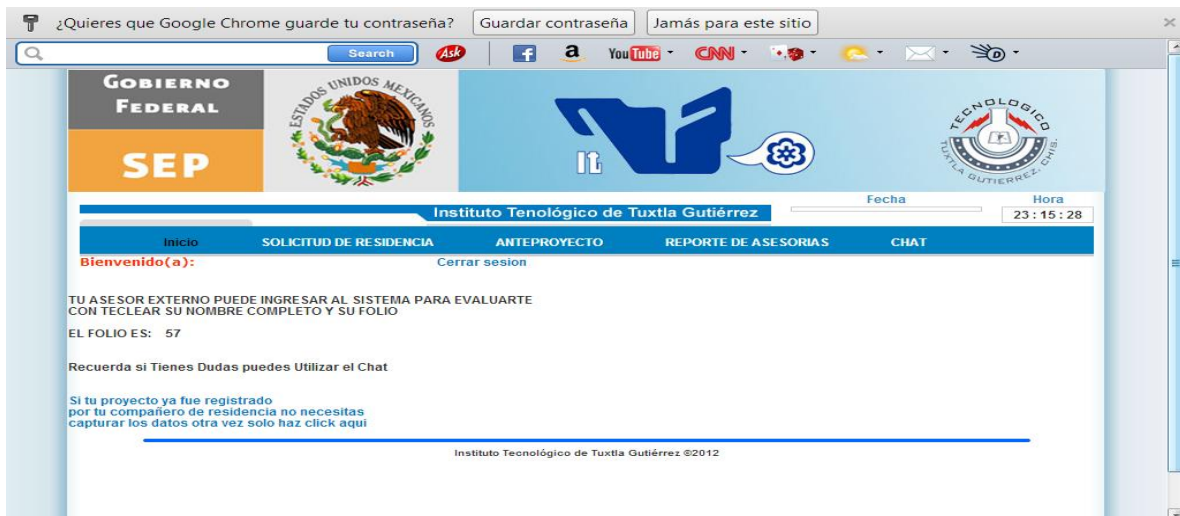 ¿Quieres que Google Chrome guarde tu contraseña? Guardar contraseña Jamás para este sitio
Search Ask a YouTube CNN
GOBIERNO
FEDERAL
SEP
ESTADOS UNIDOS MEXICANOS
It
TECNOLOGICO
TUXTLA GUTIERREZ, CHIS.
Fecha Hora
Instituto Tenológico de Tuxtla Gutiérrez 23:15:28
Inicio SOLICITUD DE RESIDENCIA ANTEPROYECTO REPORTE DE ASESORIAS CHAT
Bienvenido(a): Cerrar sesion
TU ASESOR EXTERNO PUEDE INGRESAR AL SISTEMA PARA EVALUARTE
CON TECLEAR SU NOMBRE COMPLETO Y SU FOLIO
EL FOLIO ES: 57
Recuerda si Tienes Dudas puedes Utilizar el Chat
Si tu proyecto ya fue registrado
por tu compañero de residencia no necesitas
capturar los datos otra vez solo haz click aqui
Instituto Tecnológico de Tuxtla Gutiérrez ©2012